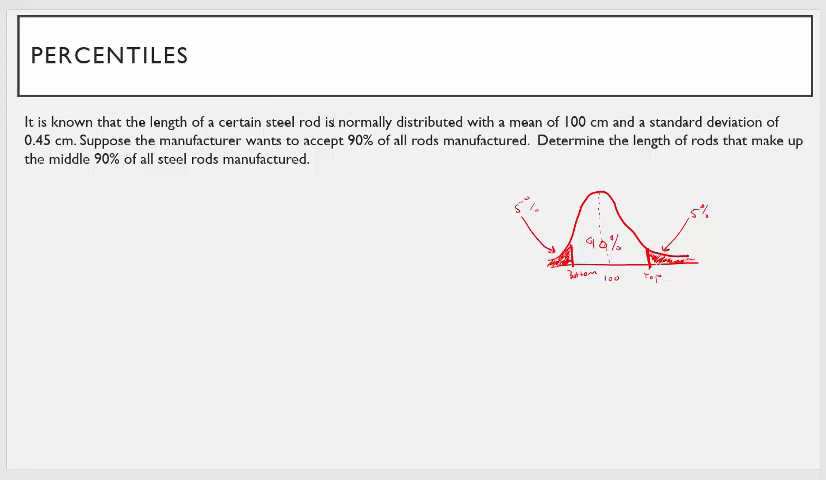 PERCENTILES
It is known that the length of a certain steel rod is normally distributed with a mean of 100 cm and a standard deviation of
0.45 cm. Suppose the manufacturer wants to accept 90% of all rods manufactured. Determine the length of rods that make up
the middle 90% of all steel rods manufactured.
5%
5%
90%
Bottom 100 Top